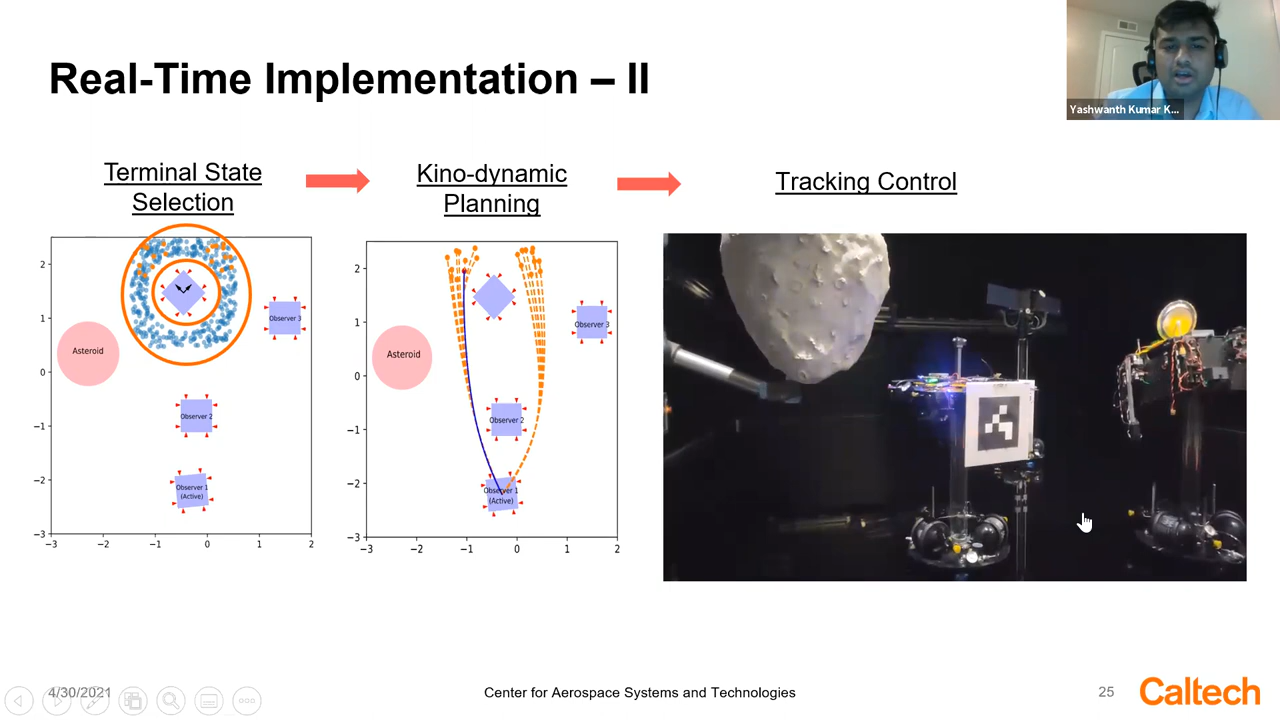 Real-Time Implementation – II
Yashwanth Kumar K...
Terminal State
Selection
Kino-dynamic
Planning
Tracking Control
2
1
0
−1
−2
−3
−3
−2
−1
0
1
2
Asteroid
Observer 3
Observer 2
Observer 1
(Active)
2
1
0
−1
−2
−3
−3
−2
−1
0
1
2
Asteroid
Observer 3
Observer 2
Observer 1
(Active)
4/30/2021
Center for Aerospace Systems and Technologies
25
Caltech